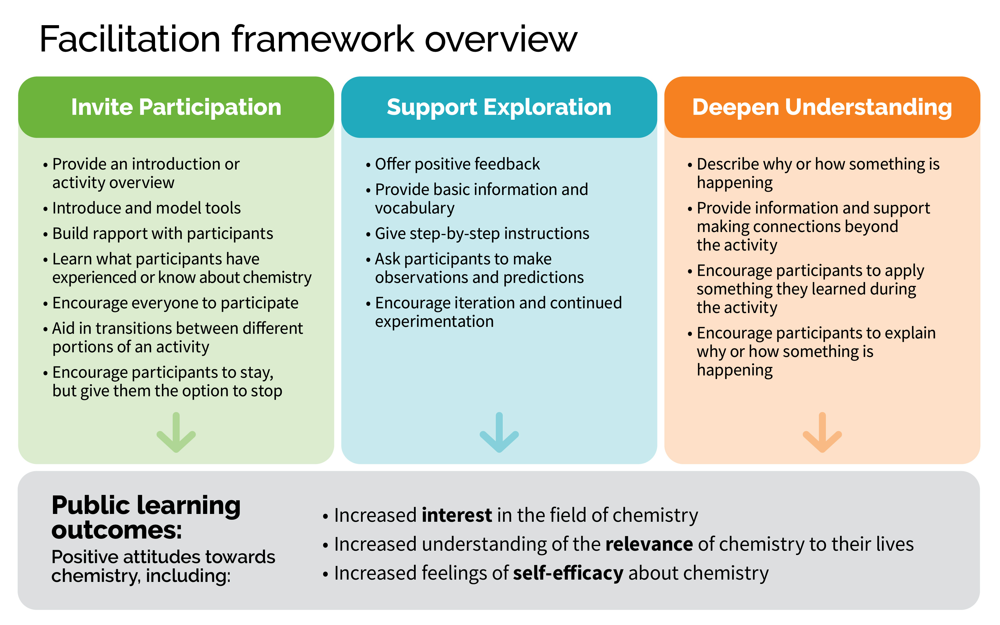 Facilitation framework overview
Invite Participation
• Provide an introduction or
activity overview
• Introduce and model tools
• Build rapport with participants
• Learn what participants have
experienced or know about chemistry
• Encourage everyone to participate
• Aid in transitions between different
portions of an activity
• Encourage participants to stay,
but give them the option to stop
Support Exploration
• Offer positive feedback
• Provide basic information and
vocabulary
• Give step-by-step instructions
• Ask participants to make
observations and predictions
• Encourage iteration and continued
experimentation
Deepen Understanding
• Describe why or how something is
happening
• Provide information and support
making connections beyond
the activity
• Encourage participants to apply
something they learned during
the activity
• Encourage participants to explain
why or how something is
happening
Public learning
outcomes:
Positive attitudes towards
chemistry, including:
• Increased interest in the field of chemistry
• Increased understanding of the relevance of chemistry to their lives
• Increased feelings of self-efficacy about chemistry